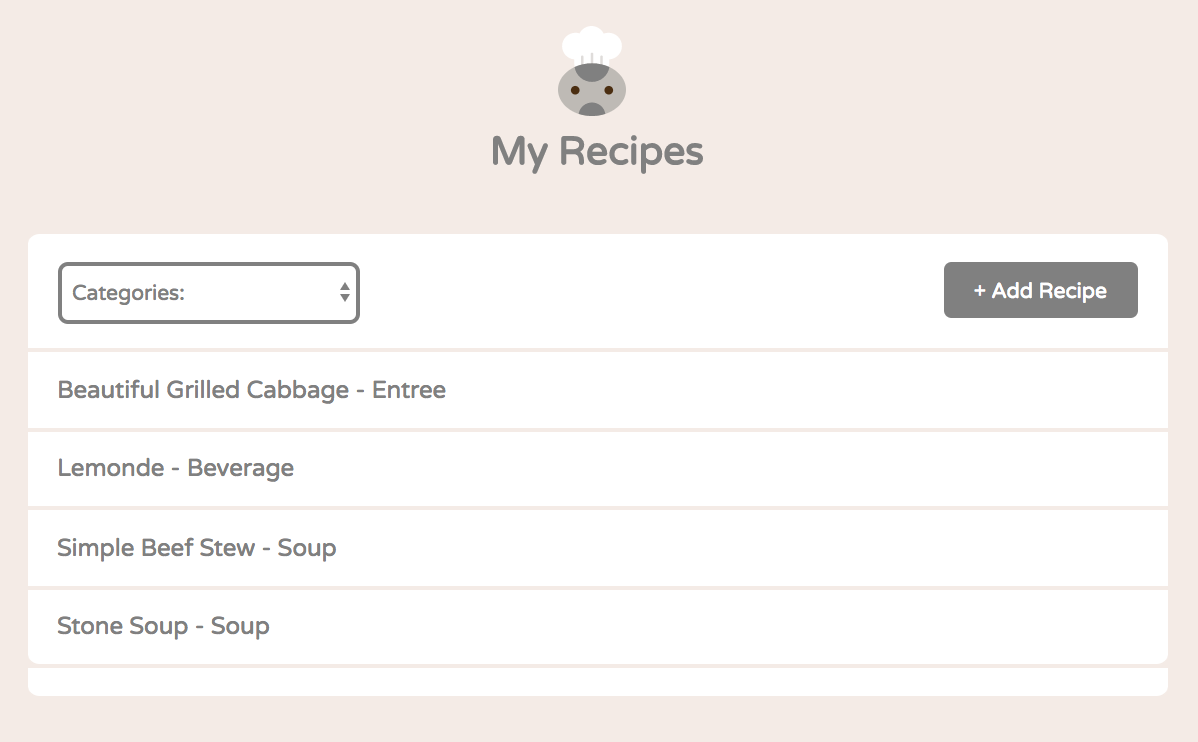 My Recipes
Categories:
+ Add Recipe
Beautiful Grilled Cabbage - Entree
Lemonde - Beverage
Simple Beef Stew - Soup
Stone Soup - Soup